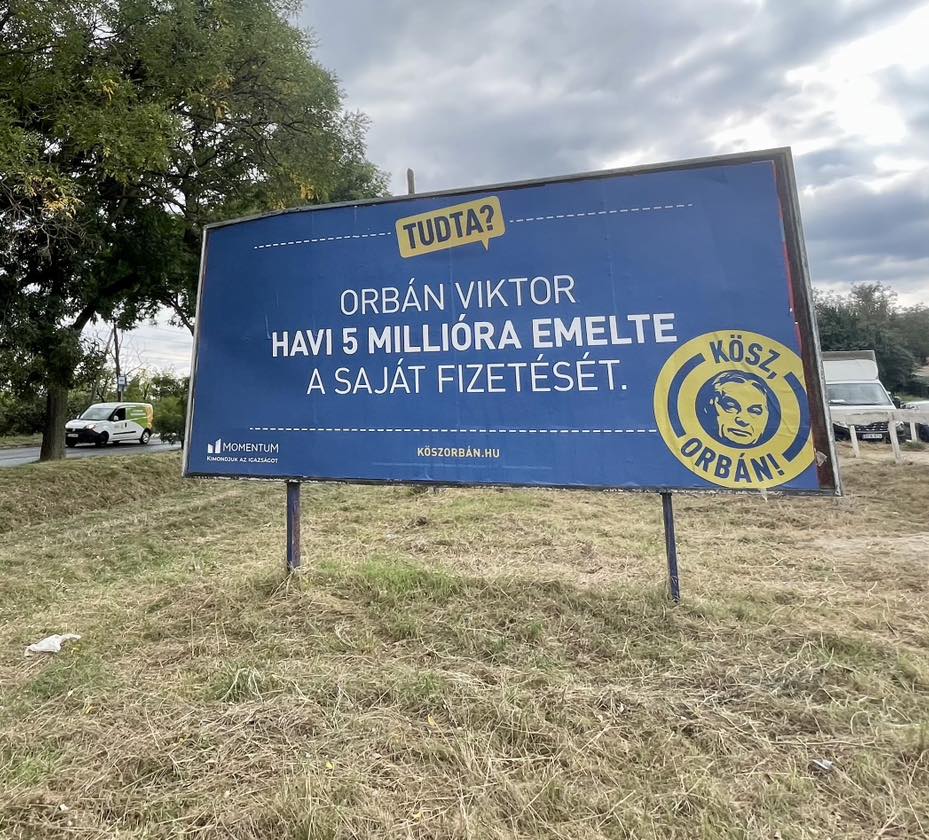 TUDTA?
ORBÁN VIKTOR
HAVI 5 MILLIÓRA EMELTE
A SAJÁT FIZETÉSÉT.
KÖSZ,
ORBÁN!
MOMENTUM
KIMONDJUK AZ IGAZSÁGOT
KÖSZORBÁN.HU